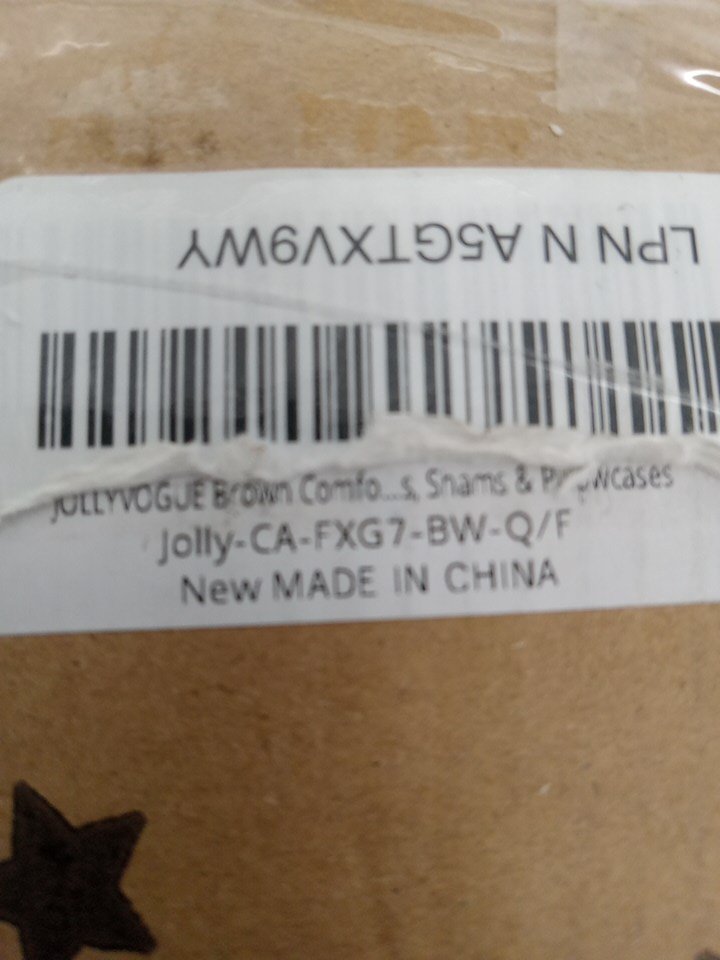 LPN N A5GTXV9WY
JOLLYVOGUE Brown Comfo...s, Shams &
Jolly-CA-FXG7-BW-Q/F
New MADE IN CHINA